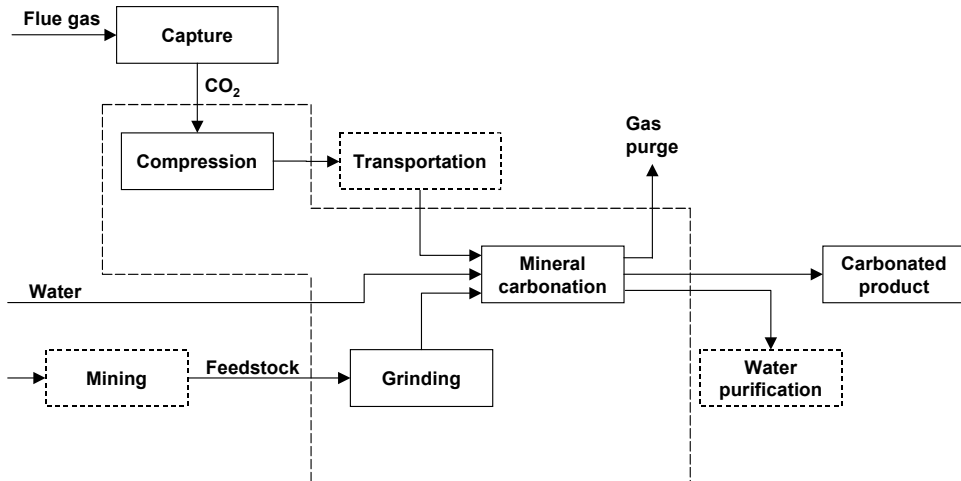 Flue gas
Capture
CO₂
Compression
Transportation
Gas
purge
Water
Mineral
carbonation
Carbonated
product
Mining
Feedstock
Grinding
Water
purification